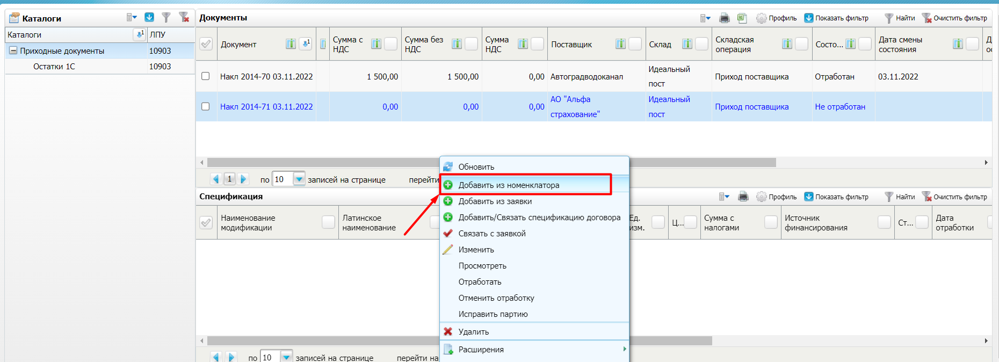 Каталоги
Каталоги
1
ЛПУ
Приходные документы
10903
Остатки 1С
10903
Документы
Профиль
Показать фильтр
Найти
Очистить фильтр
Документ
1
Сумма с
НДС
Сумма без
НДС
Сумма
НДС
Поставщик
Склад
Складская
операция
Состо...
Дата смены
состояния
Накл 2014-70 03.11.2022
1 500,00
1 500,00
0,00
Автоградводоканал
Идеальный
пост
Приход поставщика
Отработан
03.11.2022
Накл 2014-71 03.11.2022
0,00
0,00
0,00
АО "Альфа
страхование"
Идеальный
пост
Приход поставщика
Не отработан
1
по
10
записей на странице
перейти
Обновить
Добавить из номенклатора
Добавить из заявки
Добавить/Связать спецификацию договора
Связать с заявкой
Изменить
Просмотреть
Отработать
Отменить отработку
Исправить партию
Удалить
Расширения
Спецификация
Профиль
Показать фильтр
Найти
Очистить фильтр
Наименование
модификации
Латинское
наименование
Ед.
изм.
Ц...
Сумма с
налогами
Источник
финансирования
Ст...
Дата
отработки
по
10
записей на странице
перейти на